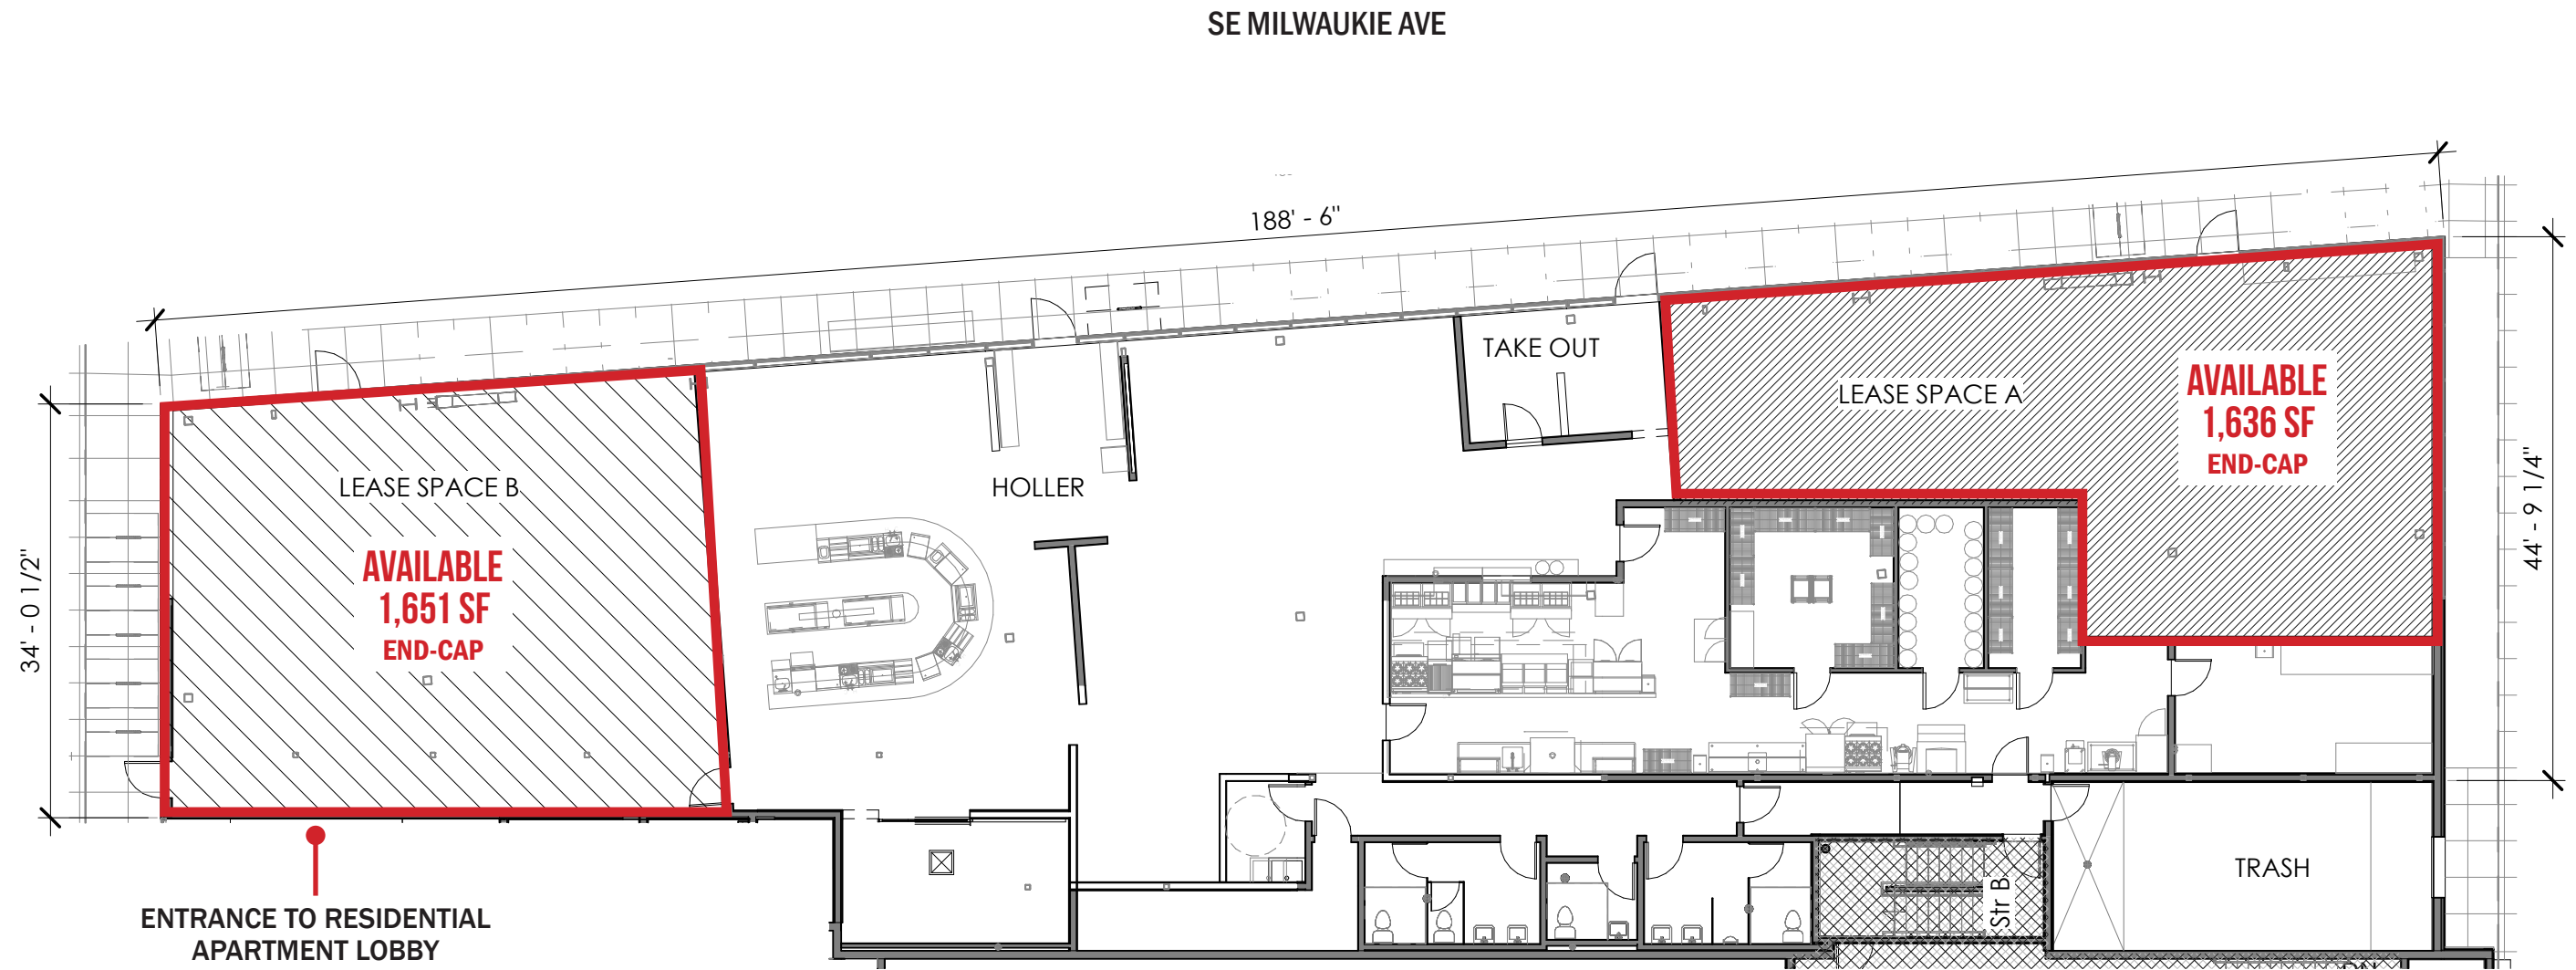 SE MILWAUKIE AVE
188' - 6"
TAKE OUT
LEASE SPACE A
AVAILABLE
1,636 SF
END-CAP
44' - 9 1/4"
LEASE SPACE B
AVAILABLE
1,651 SF
END-CAP
34' - 0 1/2"
HOLLER
TRASH
Str B
ENTRANCE TO RESIDENTIAL
APARTMENT LOBBY